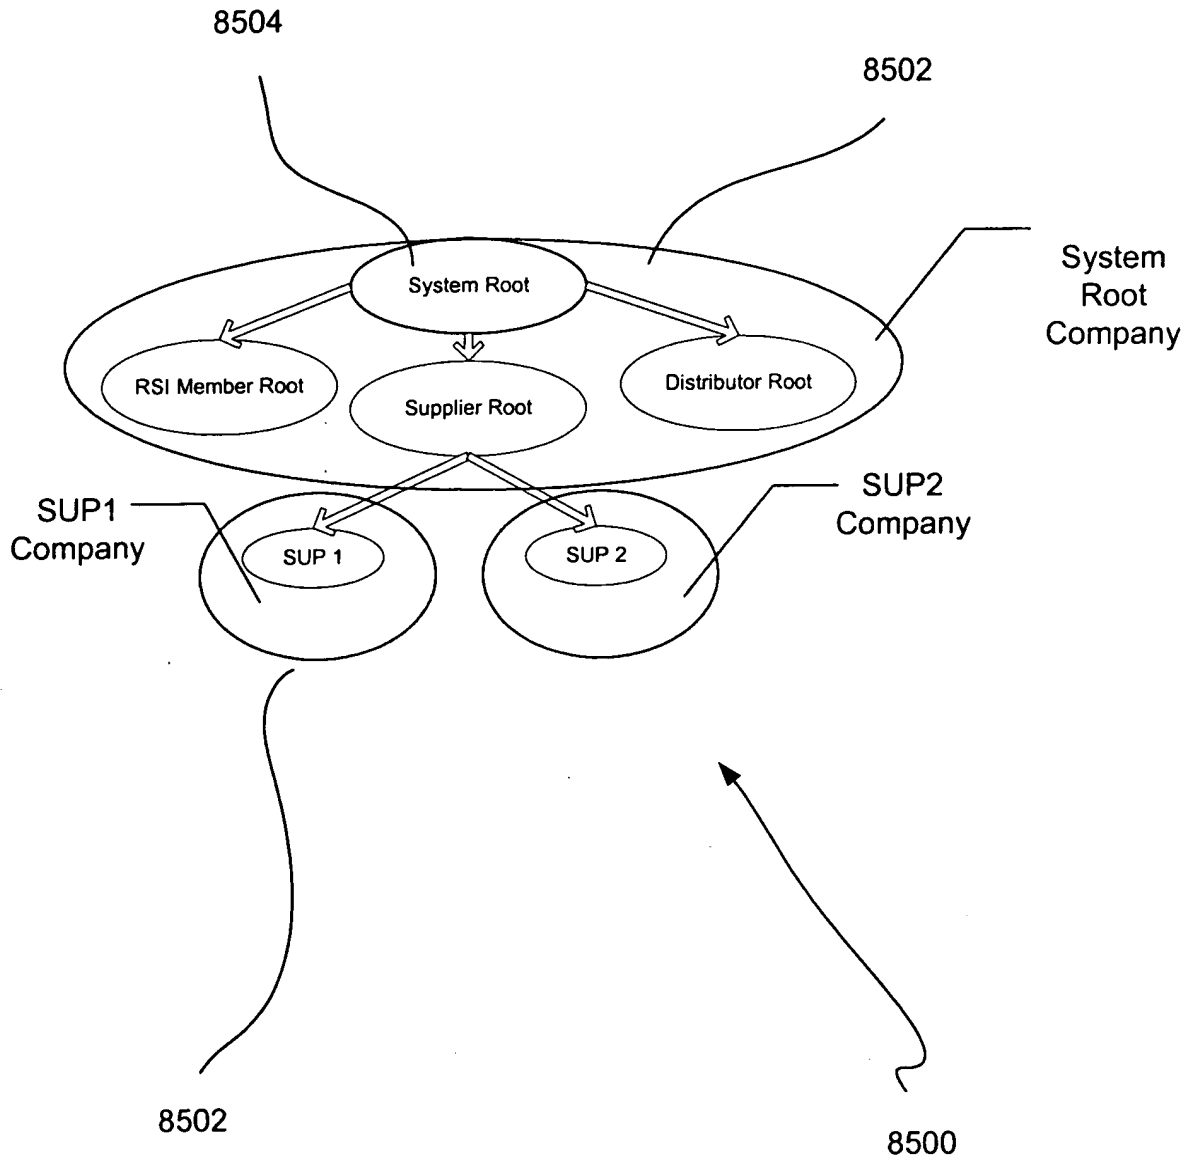 8504
8502
System Root
System
Root
Company
RSI Member Root
Supplier Root
Distributor Root
SUP1
Company
SUP2
Company
SUP 1
SUP 2
8502
8500